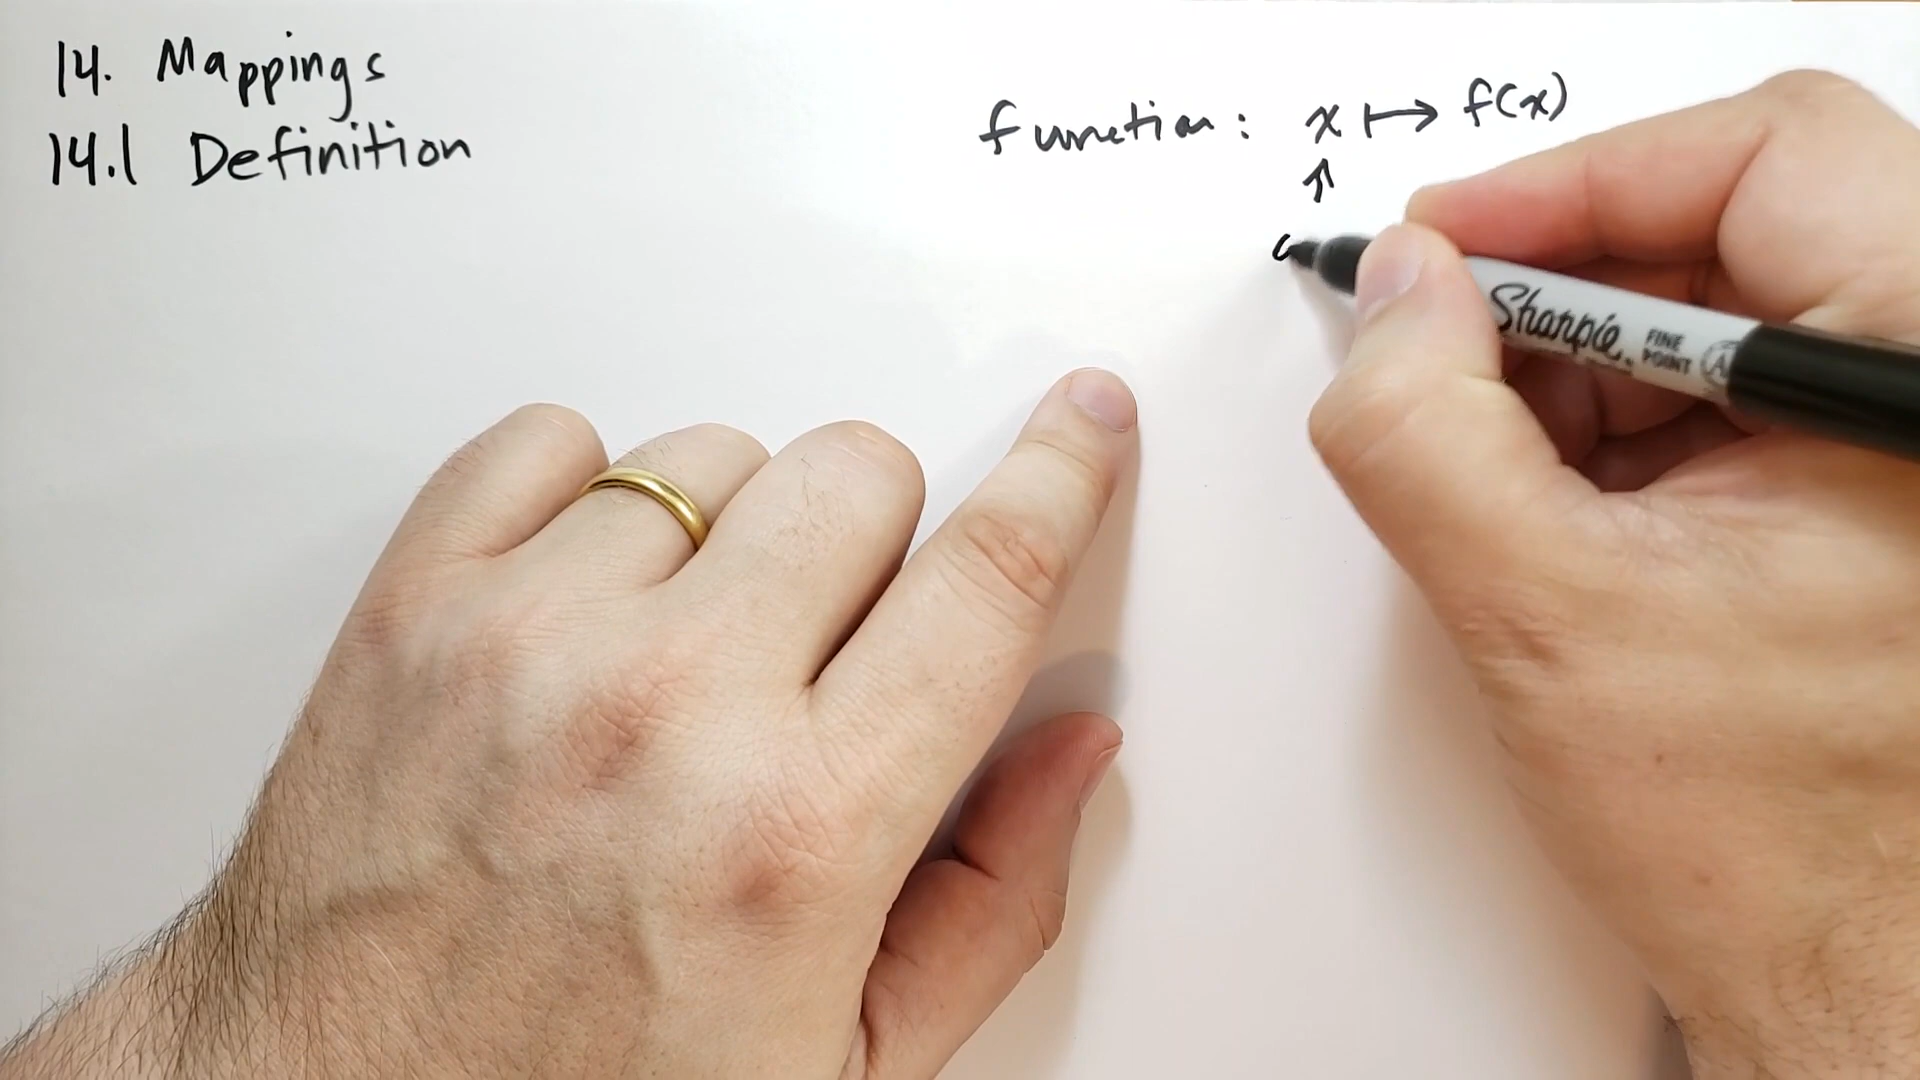 14. Mappings
14.1 Definition
function: x ↦ f(x)
↑
Sharpie. FINE POINT